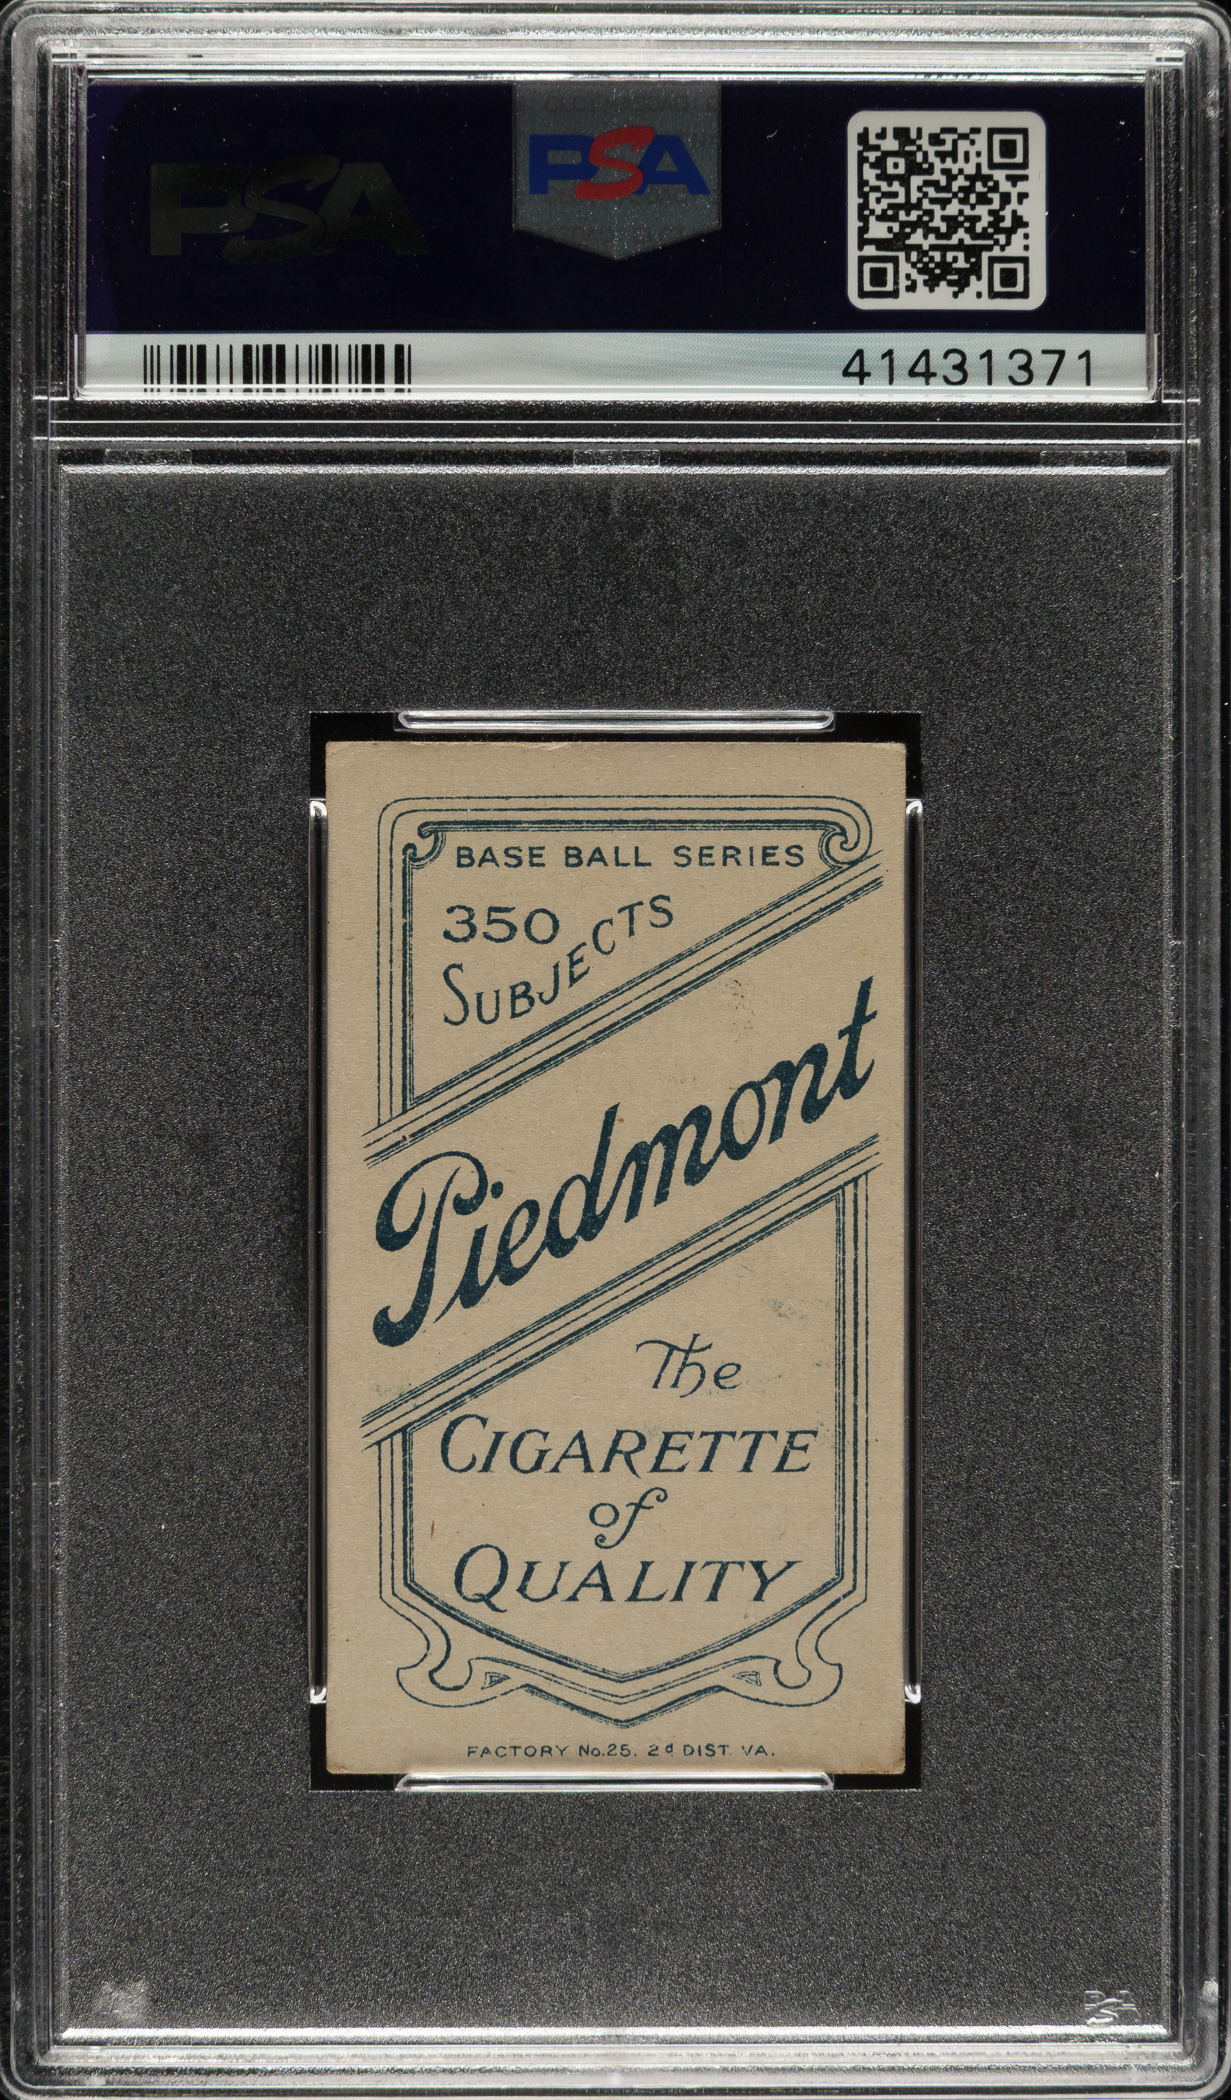 PSA
PSA
41431371
BASE BALL SERIES
350
SUBJECTS
Piedmont
The
CIGARETTE
of
QUALITY
FACTORY No.25, 2d DIST. VA.
PSA